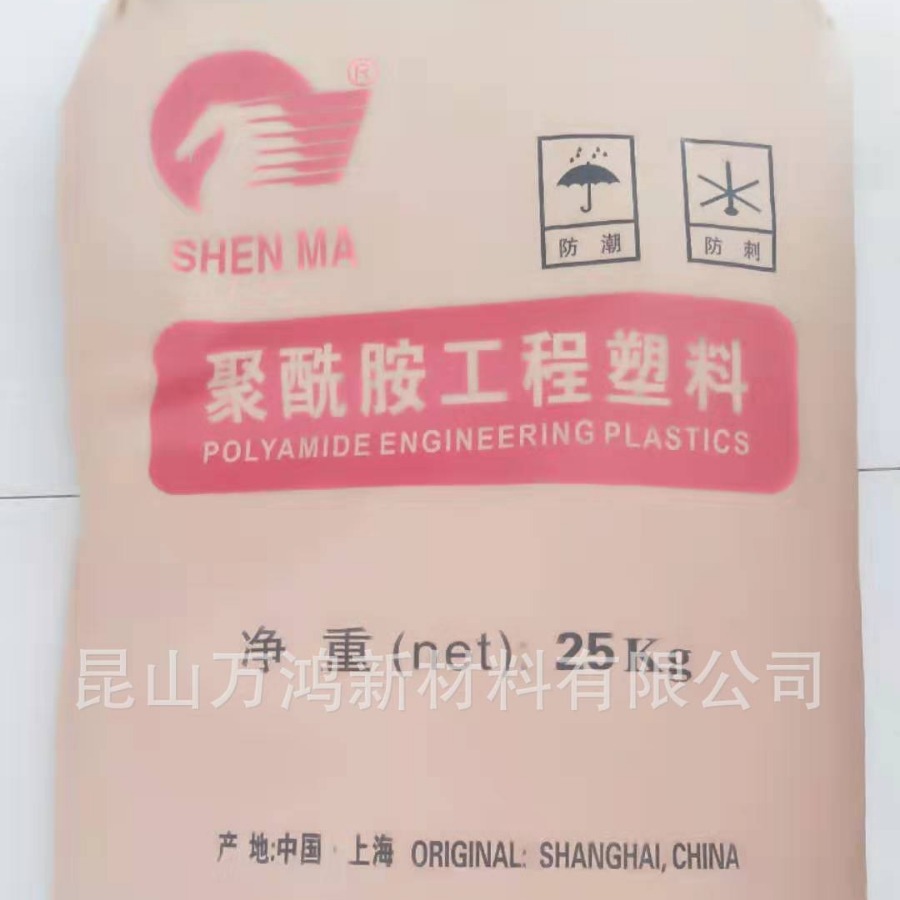 ®
SHEN MA
防潮
防刺
聚酰胺工程塑料
POLYAMIDE ENGINEERING PLASTICS
净 重(net): 25Kg
昆山万鸿新材料有限公司
产 地:中国·上海 ORIGINAL: SHANGHAI, CHINA